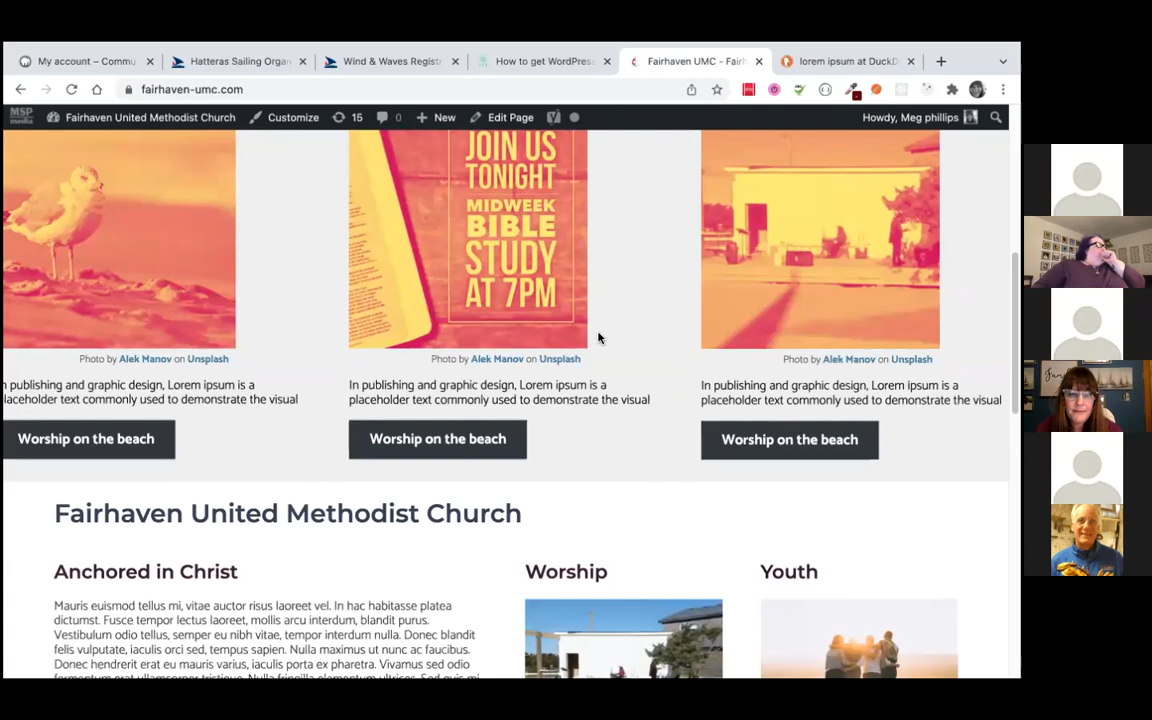 My account – Commu
Hatteras Sailing Organ
Wind & Waves Registr
How to get WordPress
Fairhaven UMC - Fairh
lorem ipsum at DuckD
fairhaven-umc.com
MSP media
Fairhaven United Methodist Church
Customize
15
0
New
Edit Page
Howdy, Meg phillips
JOIN US
TONIGHT
MIDWEEK
BIBLE
STUDY
AT 7PM
Photo by Alek Manov on Unsplash
Photo by Alek Manov on Unsplash
Photo by Alek Manov on Unsplash
n publishing and graphic design, Lorem ipsum is a
laceholder text commonly used to demonstrate the visual
In publishing and graphic design, Lorem ipsum is a
placeholder text commonly used to demonstrate the visual
In publishing and graphic design, Lorem ipsum is a
placeholder text commonly used to demonstrate the visual
Worship on the beach
Worship on the beach
Worship on the beach
Fairhaven United Methodist Church
Anchored in Christ
Worship
Youth
Mauris euismod tellus mi, vitae auctor risus laoreet vel. In hac habitasse platea
dictumst. Fusce tempor lectus laoreet, mollis arcu interdum, blandit purus.
Vestibulum odio tellus, semper eu nibh vitae, tempor interdum nulla. Donec blandit
felis vulputate, iaculis orci sed, tempus sapien. Nulla maximus ut nunc ac faucibus.
Donec hendrerit erat eu mauris varius, iaculis porta ex pharetra. Vivamus sed odio